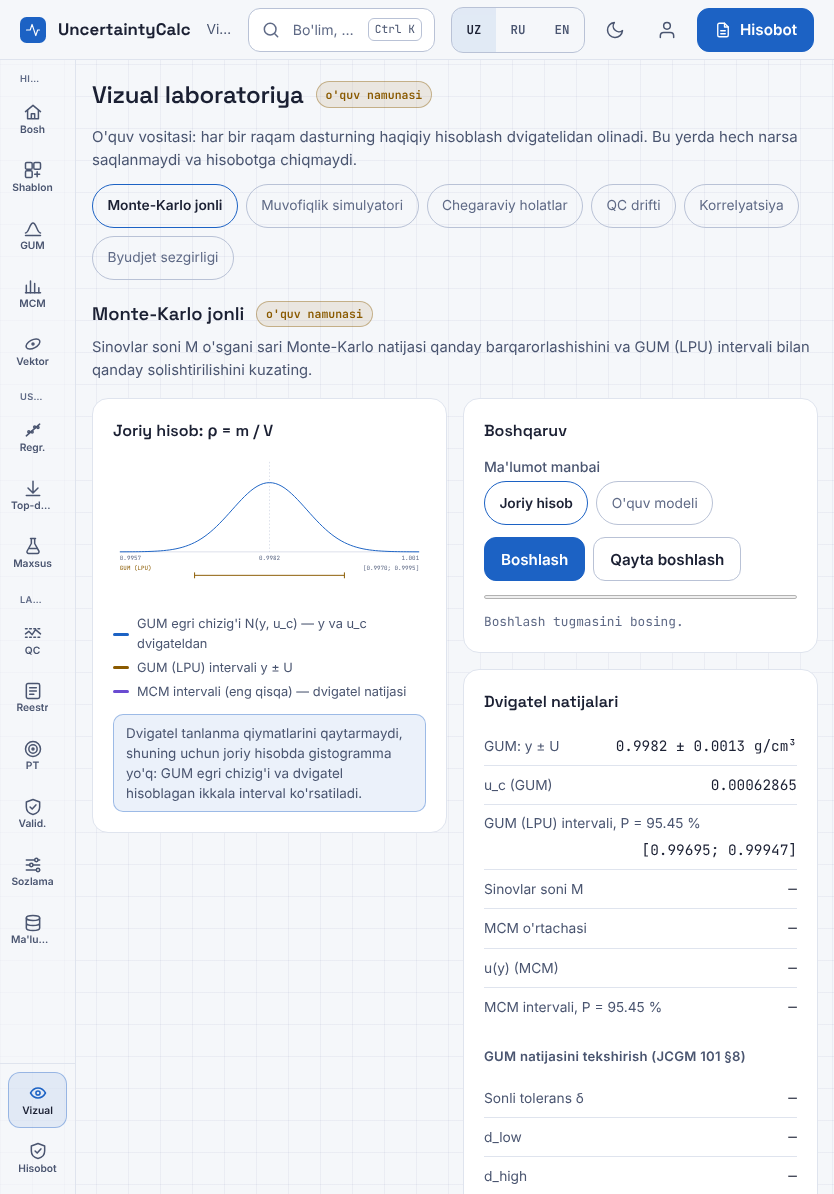 UncertaintyCalc
Vi...
Bo'lim, ...
Ctrl K
UZ
RU
EN
Hisobot
HI...
Bosh
Shablon
GUM
MCM
Vektor
US...
Regr.
Top-d...
Maxsus
LA...
QC
Reestr
PT
Valid.
Sozlama
Ma'lu...
Vizual
Hisobot
Vizual laboratoriya
o'quv namunasi
O'quv vositasi: har bir raqam dasturning haqiqiy hisoblash dvigatelidan olinadi. Bu yerda hech narsa
saqlanmaydi va hisobotga chiqmaydi.
Monte-Karlo jonli
Muvofiqlik simulyatori
Chegaraviy holatlar
QC drifti
Korrelyatsiya
Byudjet sezgirligi
Monte-Karlo jonli
o'quv namunasi
Sinovlar soni M o'sgani sari Monte-Karlo natijasi qanday barqarorlashishini va GUM (LPU) intervali bilan
qanday solishtirilishini kuzating.
Joriy hisob: ρ = m / V
0.9957
0.9982
1.001
GUM (LPU)
[0.9970; 0.9995]
GUM egri chizig'i N(y, u_c) — y va u_c
dvigateldan
GUM (LPU) intervali y ± U
MCM intervali (eng qisqa) — dvigatel natijasi
Dvigatel tanlanma qiymatlarini qaytarmaydi,
shuning uchun joriy hisobda gistogramma
yo'q: GUM egri chizig'i va dvigatel
hisoblagan ikkala interval ko'rsatiladi.
Boshqaruv
Ma'lumot manbai
Joriy hisob
O'quv modeli
Boshlash
Qayta boshlash
Boshlash tugmasini bosing.
Dvigatel natijalari
GUM: y ± U
0.9982 ± 0.0013 g/cm³
u_c (GUM)
0.00062865
GUM (LPU) intervali, P = 95.45 %
[0.99695; 0.99947]
Sinovlar soni M
—
MCM o'rtachasi
—
u(y) (MCM)
—
MCM intervali, P = 95.45 %
—
GUM natijasini tekshirish (JCGM 101 §8)
Sonli tolerans δ
—
d_low
—
d_high
—